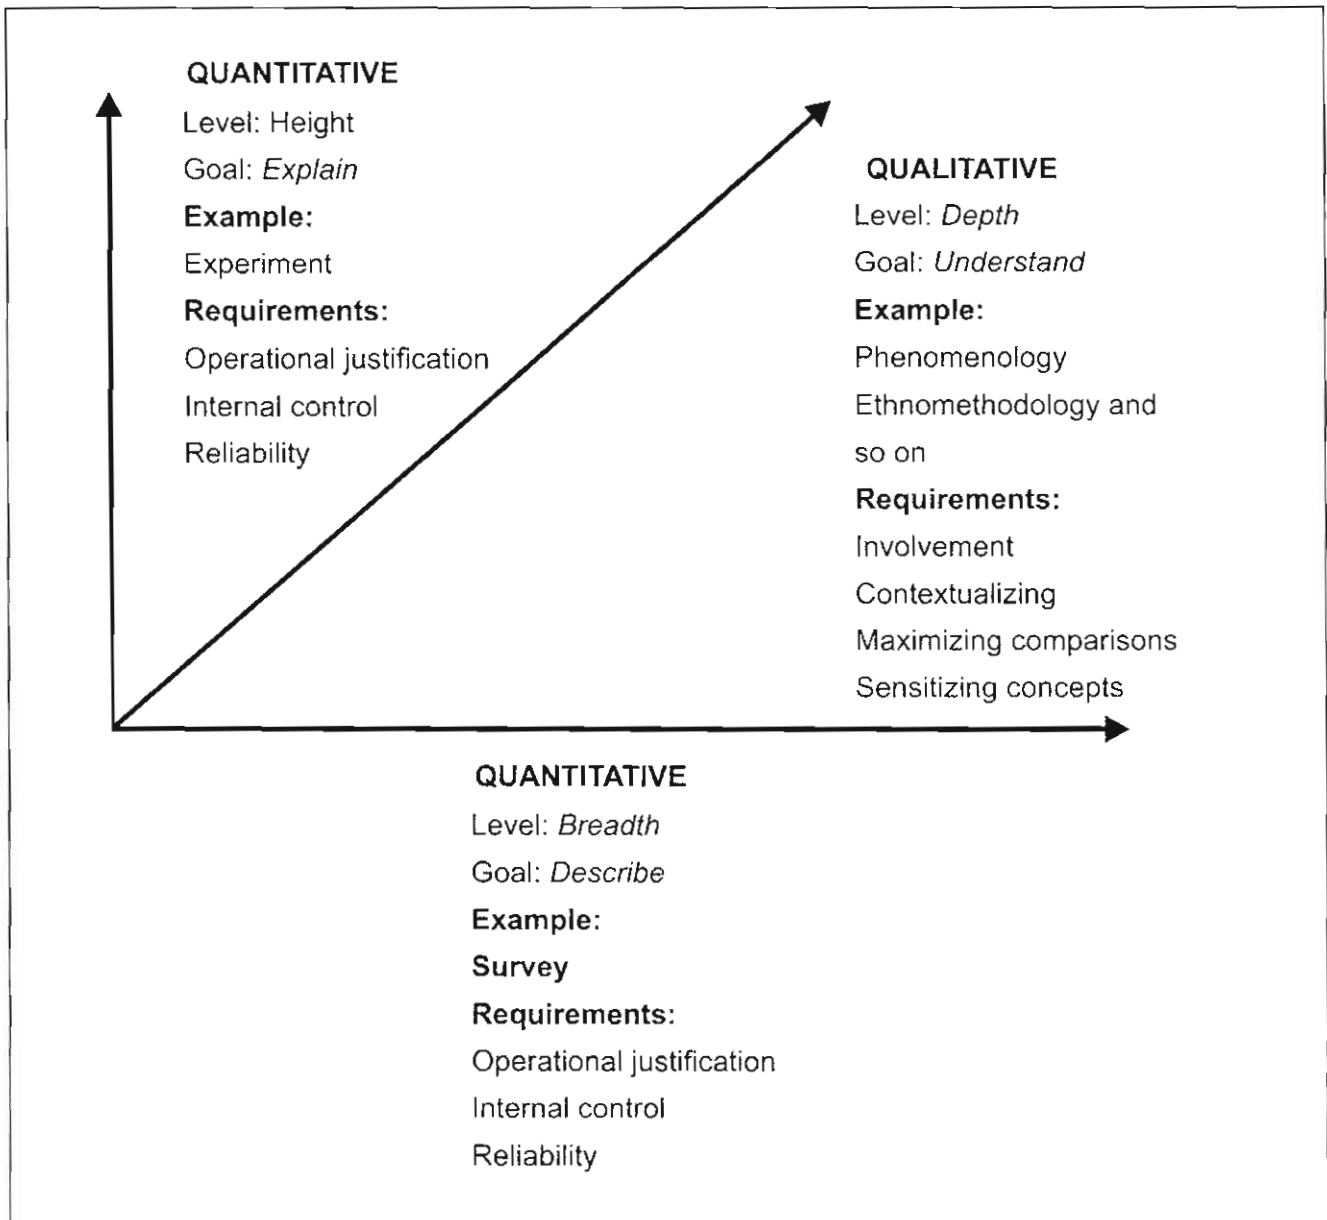 QUANTITATIVE
Level: Height
Goal: Explain
Example:
Experiment
Requirements:
Operational justification
Internal control
Reliability
QUALITATIVE
Level: Depth
Goal: Understand
Example:
Phenomenology
Ethnomethodology and
so on
Requirements:
Involvement
Contextualizing
Maximizing comparisons
Sensitizing concepts
QUANTITATIVE
Level: Breadth
Goal: Describe
Example:
Survey
Requirements:
Operational justification
Internal control
Reliability